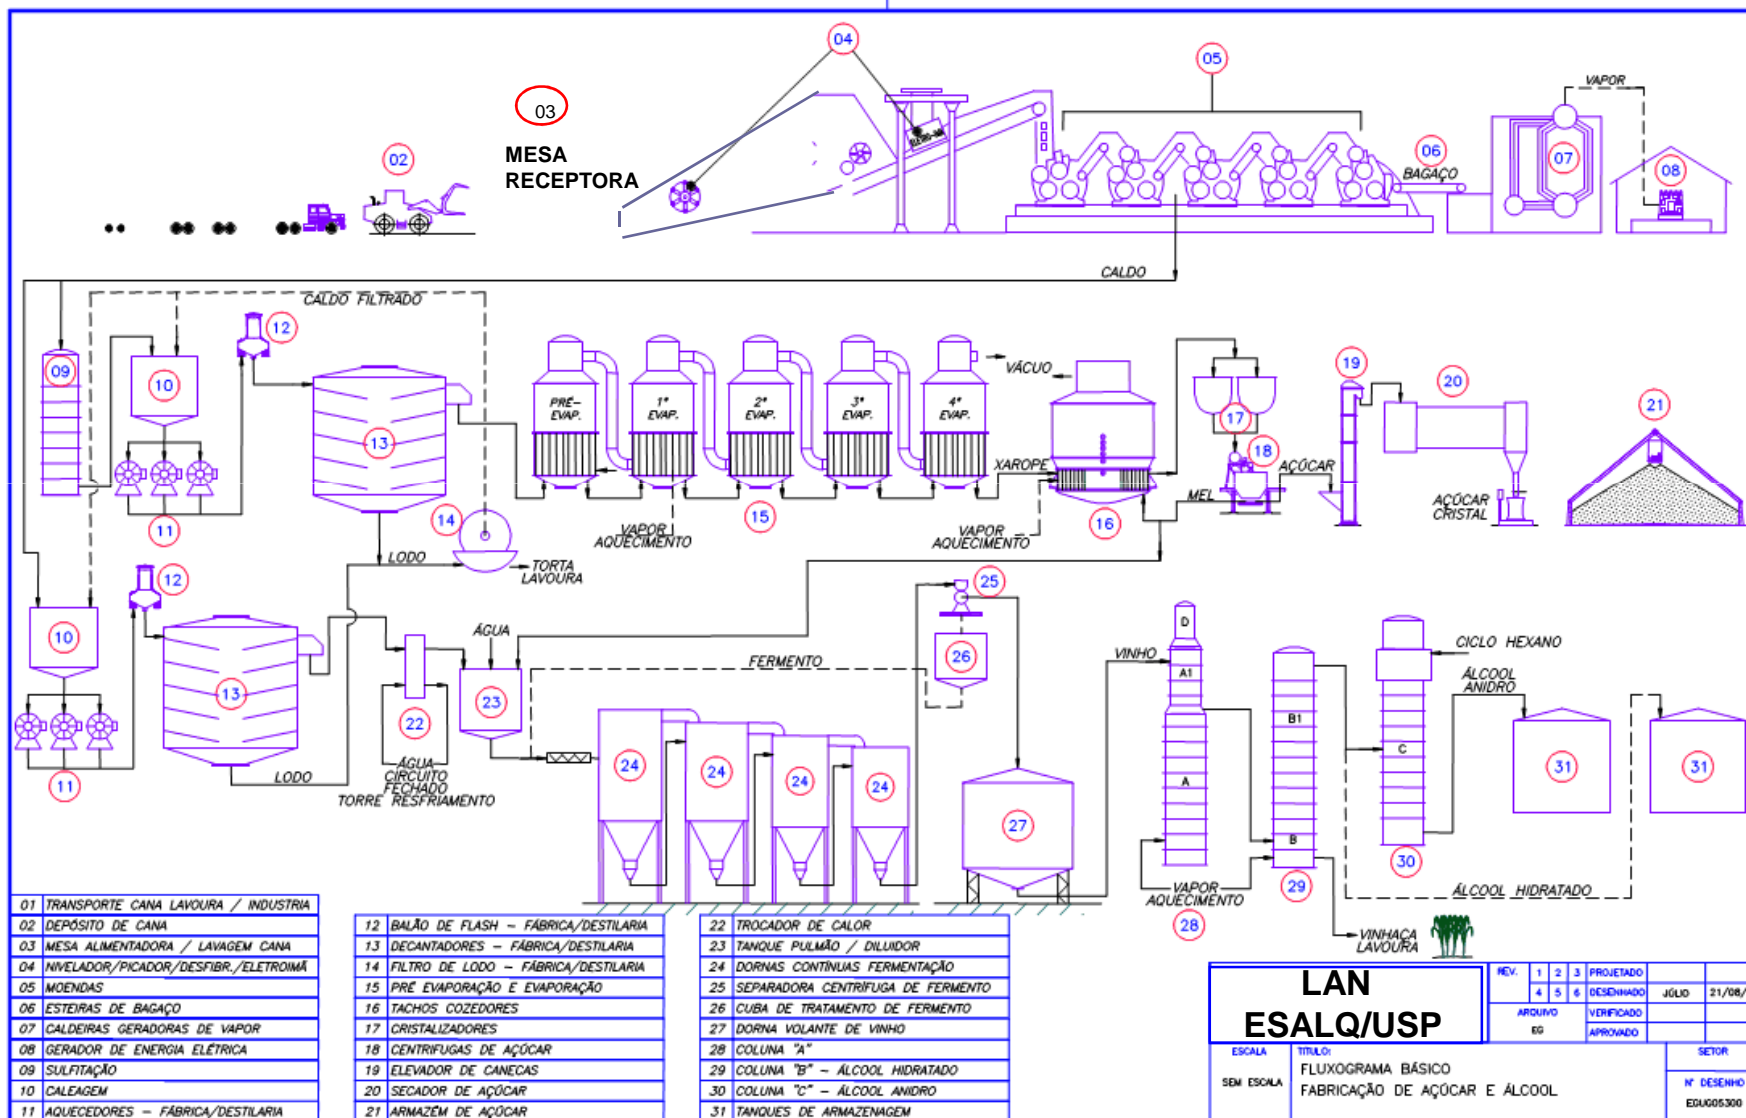 04
05
VAPOR
03
MESA
RECEPTORA
02
06
BAGAÇO
07
08
CALDO
CALDO FILTRADO
12
09
10
13
11
14
LODO
TORTA
LAVOURA
PRÉ-
EVAP.
1º
EVAP.
2º
EVAP.
3º
EVAP.
4º
EVAP.
VÁCUO
15
VAPOR
AQUECIMENTO
XAROPE
VAPOR
AQUECIMENTO
16
MEL
17
18
AÇÚCAR
19
20
AÇÚCAR
CRISTAL
21
12
10
13
11
LODO
ÁGUA
22
23
ÁGUA
CIRCUITO
FECHADO
TORRE RESFRIAMENTO
FERMENTO
25
26
24
24
24
24
27
VINHO
D
A1
A
VAPOR
AQUECIMENTO
28
B1
B
29
C
30
CICLO HEXANO
ÁLCOOL
ANIDRO
31
31
ÁLCOOL HIDRATADO
VINHAÇA
LAVOURA
01 TRANSPORTE CANA LAVOURA / INDUSTRIA
02 DEPÓSITO DE CANA
03 MESA ALIMENTADORA / LAVAGEM CANA
04 NIVELADOR/PICADOR/DESFIBR./ELETROIMÃ
05 MOENDAS
06 ESTEIRAS DE BAGAÇO
07 CALDEIRAS GERADORAS DE VAPOR
08 GERADOR DE ENERGIA ELÉTRICA
09 SULFITAÇÃO
10 CALEAGEM
11 AQUECEDORES – FÁBRICA/DESTILARIA
12 BALÃO DE FLASH – FÁBRICA/DESTILARIA
13 DECANTADORES – FÁBRICA/DESTILARIA
14 FILTRO DE LODO – FÁBRICA/DESTILARIA
15 PRÉ EVAPORAÇÃO E EVAPORAÇÃO
16 TACHOS COZEDORES
17 CRISTALIZADORES
18 CENTRIFUGAS DE AÇÚCAR
19 ELEVADOR DE CANECAS
20 SECADOR DE AÇÚCAR
21 ARMAZÉM DE AÇÚCAR
22 TROCADOR DE CALOR
23 TANQUE PULMÃO / DILUIDOR
24 DORNAS CONTÍNUAS FERMENTAÇÃO
25 SEPARADORA CENTRÍFUGA DE FERMENTO
26 CUBA DE TRATAMENTO DE FERMENTO
27 DORNA VOLANTE DE VINHO
28 COLUNA "A"
29 COLUNA "B" – ÁLCOOL HIDRATADO
30 COLUNA "C" – ÁLCOOL ANIDRO
31 TANQUES DE ARMAZENAGEM
LAN
ESALQ/USP
REV. 1 2 3 PROJETADO
4 5 6 DESENHADO JÚLIO 21/08/
ARQUIVO VERIFICADO
EG APROVADO
ESCALA
SEM ESCALA
TITULO:
FLUXOGRAMA BÁSICO
FABRICAÇÃO DE AÇÚCAR E ÁLCOOL
SETOR
Nº DESENHO
EGUG05300